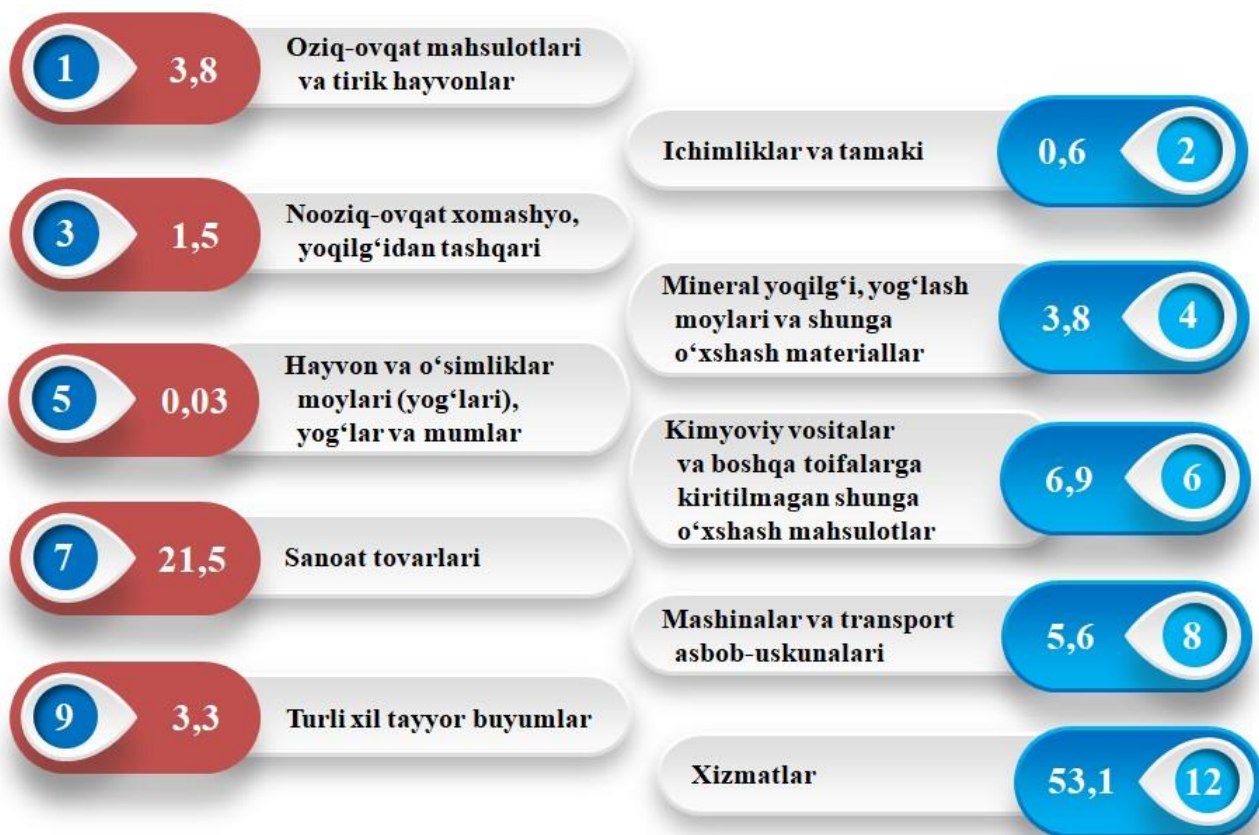 1
3,8
Oziq-ovqat mahsulotlari
va tirik hayvonlar
Ichimliklar va tamaki
0,6
2
3
1,5
Nooziq-ovqat xomashyo,
yoqilg‘idan tashqari
Mineral yoqilg‘i, yog‘lash
moylari va shunga
o‘xshash materiallar
3,8
4
5
0,03
Hayvon va o‘simliklar
moylari (yog‘lari),
yog‘lar va mumlar
Kimyoviy vositalar
va boshqa toifalarga
kiritilmagan shunga
o‘xshash mahsulotlar
6,9
6
7
21,5
Sanoat tovarlari
Mashinalar va transport
asbob-uskunalari
5,6
8
9
3,3
Turli xil tayyor buyumlar
Xizmatlar
53,1
12